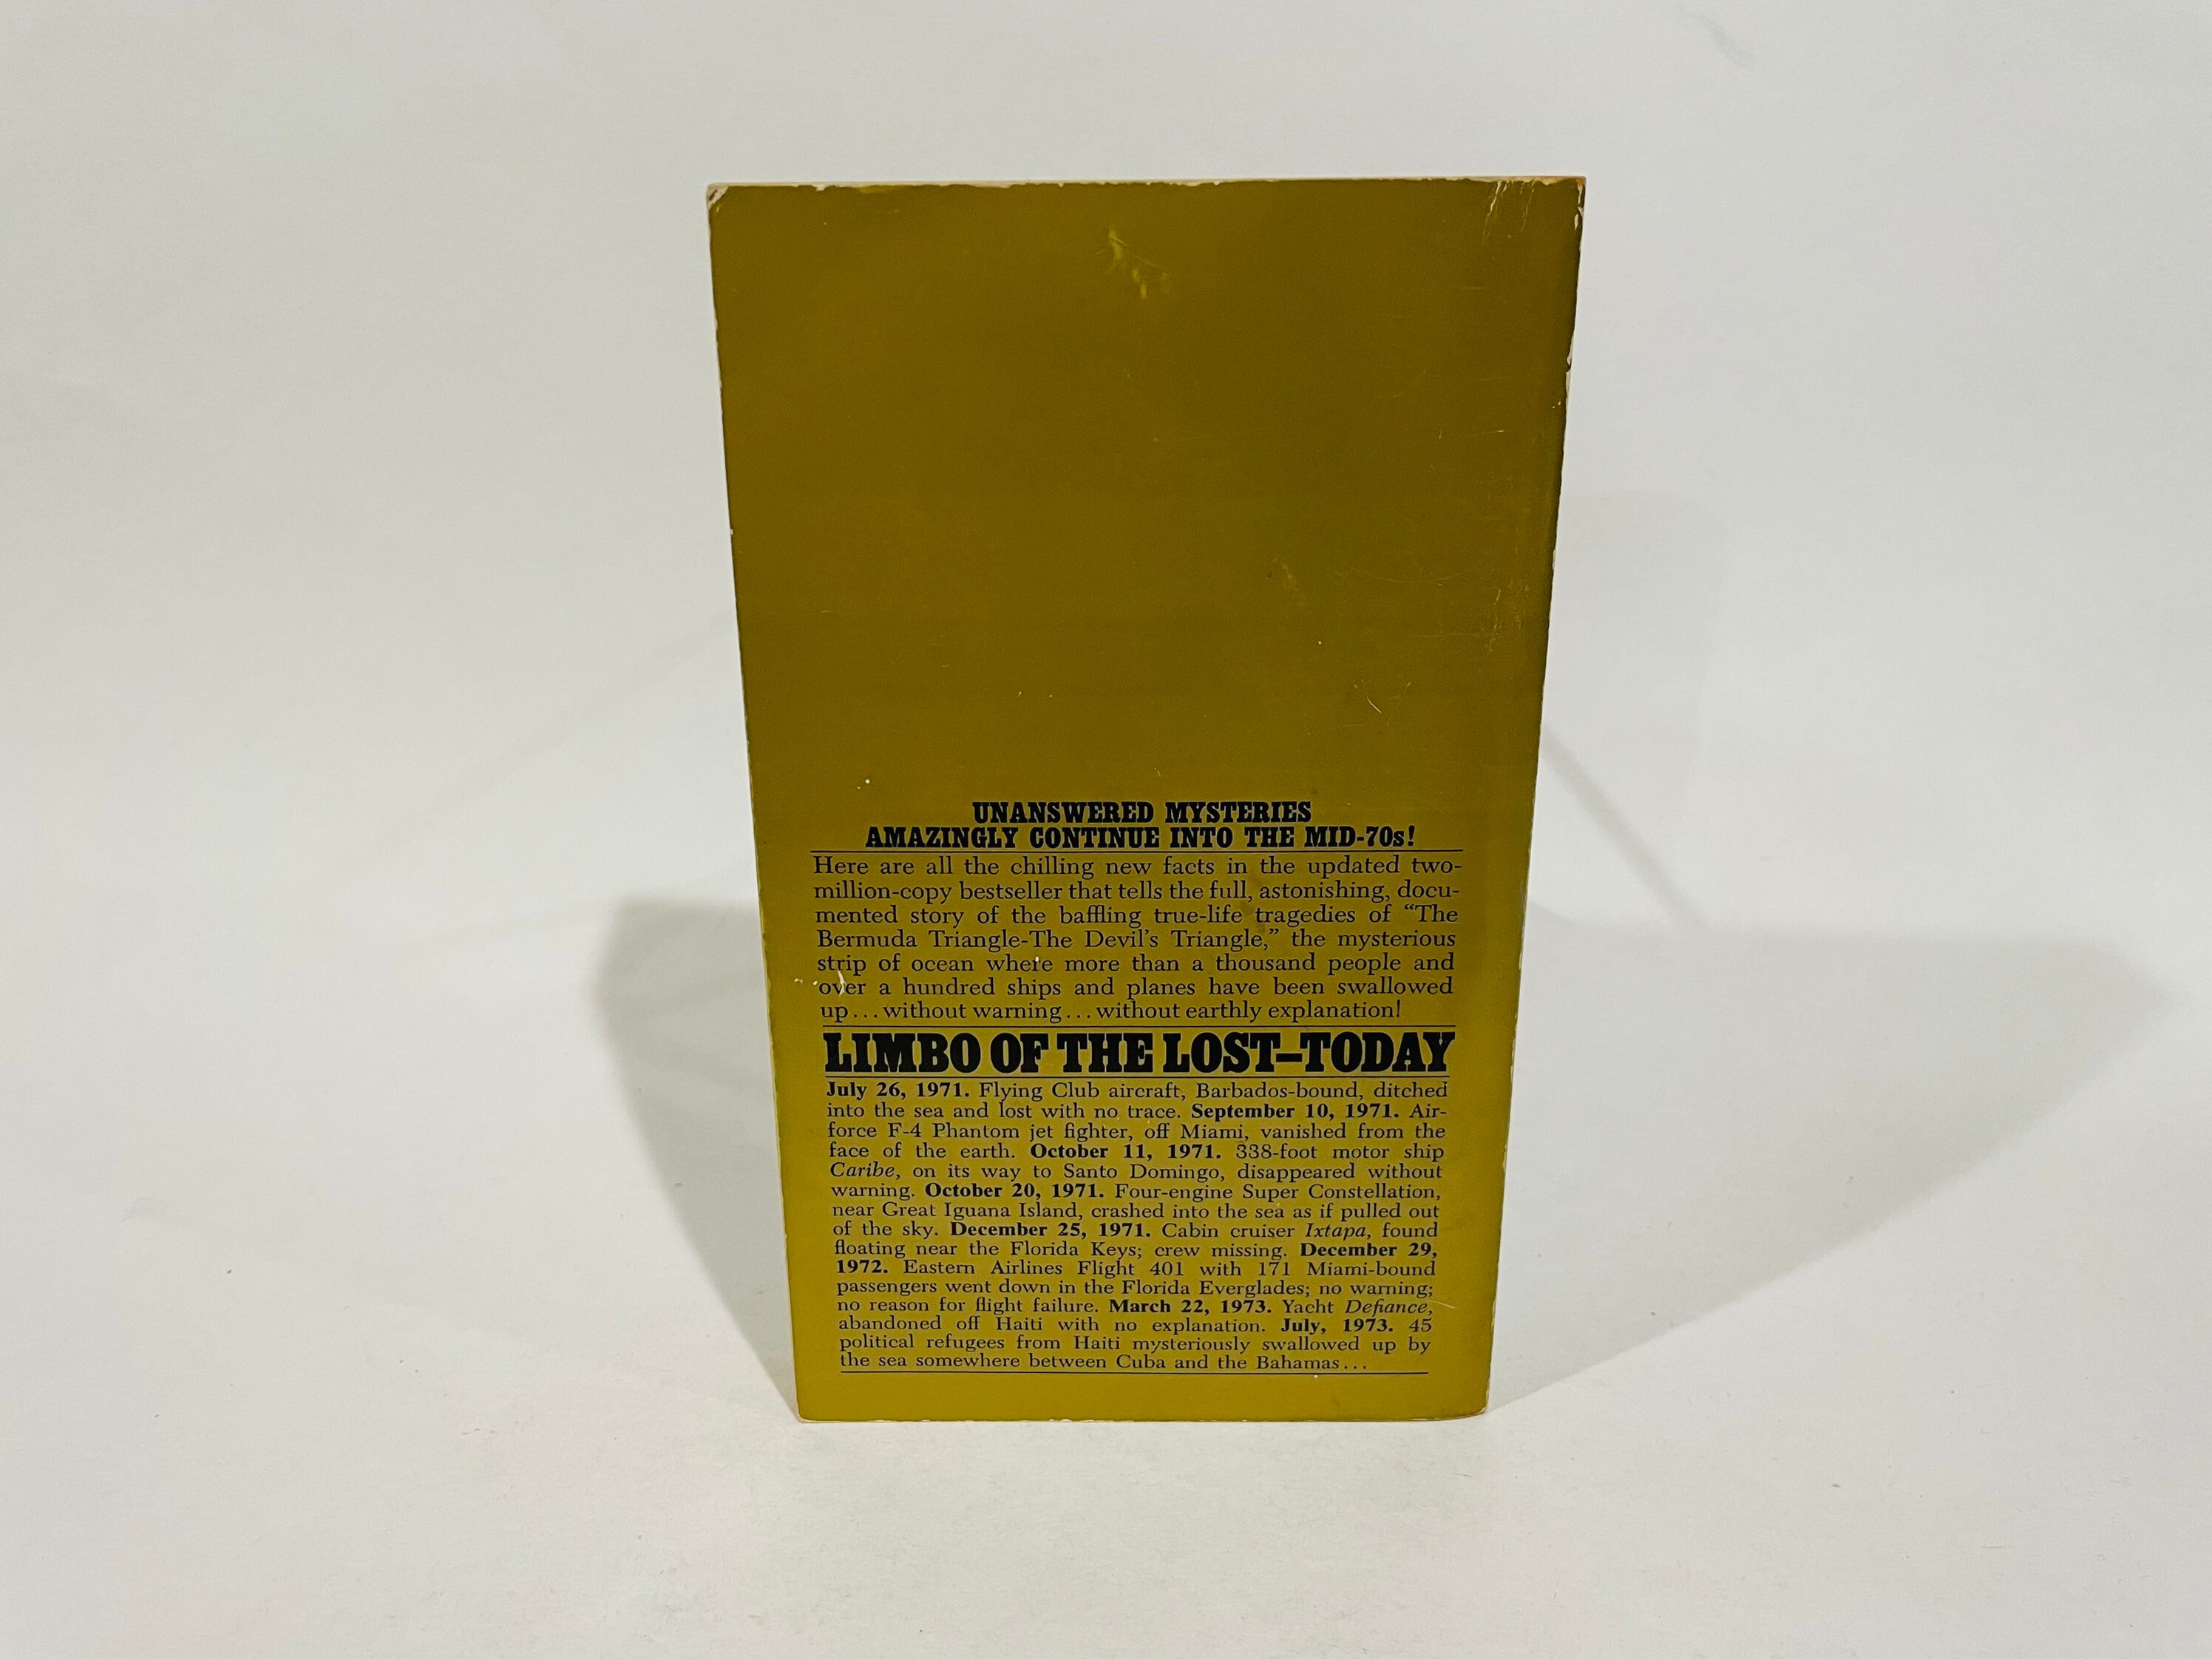 UNANSWERED MYSTERIES
AMAZINGLY CONTINUE INTO THE MID-70s!
Here are all the chilling new facts in the updated two-
million-copy bestseller that tells the full, astonishing, docu-
mented story of the baffling true-life tragedies of “The
Bermuda Triangle-The Devil’s Triangle,” the mysterious
strip of ocean where more than a thousand people and
over a hundred ships and planes have been swallowed
up...without warning...without earthly explanation!
LIMBO OF THE LOST–TODAY
July 26, 1971. Flying Club aircraft, Barbados-bound, ditched
into the sea and lost with no trace. September 10, 1971. Air-
force F-4 Phantom jet fighter, off Miami, vanished from the
face of the earth. October 11, 1971. 338-foot motor ship
Caribe, on its way to Santo Domingo, disappeared without
warning. October 20, 1971. Four-engine Super Constellation,
near Great Iguana Island, crashed into the sea as if pulled out
of the sky. December 25, 1971. Cabin cruiser Ixtapa, found
floating near the Florida Keys; crew missing. December 29,
1972. Eastern Airlines Flight 401 with 171 Miami-bound
passengers went down in the Florida Everglades; no warning;
no reason for flight failure. March 22, 1973. Yacht Defiance,
abandoned off Haiti with no explanation. July, 1973. 45
political refugees from Haiti mysteriously swallowed up by
the sea somewhere between Cuba and the Bahamas...